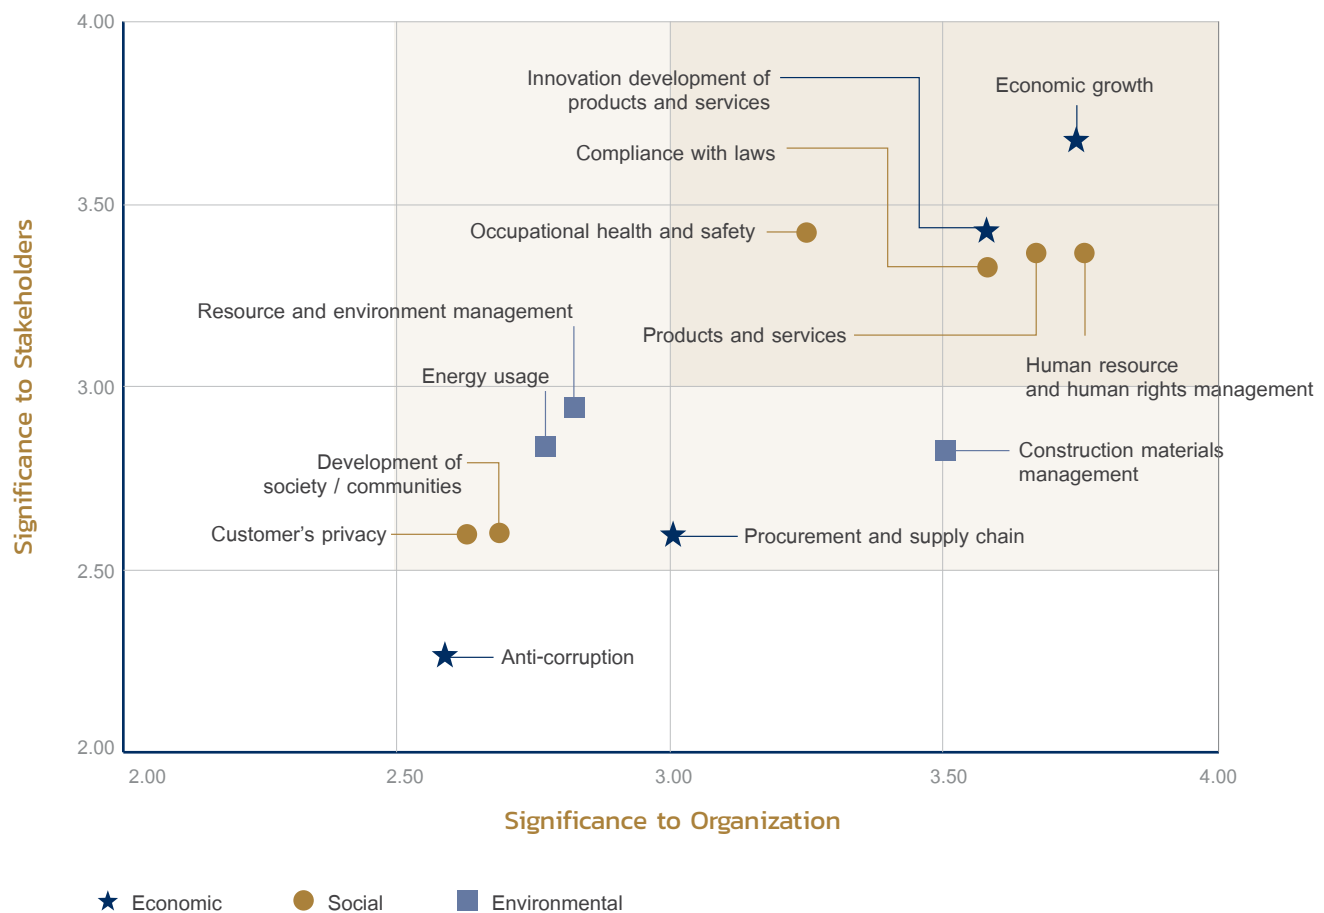 4.00
Innovation development of
products and services
Economic growth
Compliance with laws
3.50
Occupational health and safety
Resource and environment management
Products and services
Human resource
and human rights management
Energy usage
3.00
Construction materials
management
Development of
society / communities
Customer’s privacy
Procurement and supply chain
2.50
Anti-corruption
2.00
2.00
2.50
3.00
3.50
4.00
Significance to Stakeholders
Significance to Organization
Economic
Social
Environmental